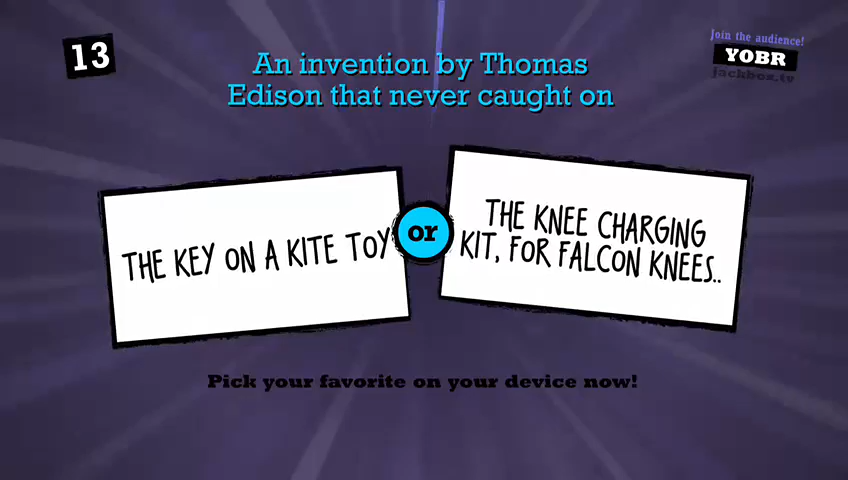 13
Join the audience!
YOBR
jackbox.tv
An invention by Thomas
Edison that never caught on
THE KEY ON A KITE TOY
or
THE KNEE CHARGING
KIT, FOR FALCON KNEES..
Pick your favorite on your device now!